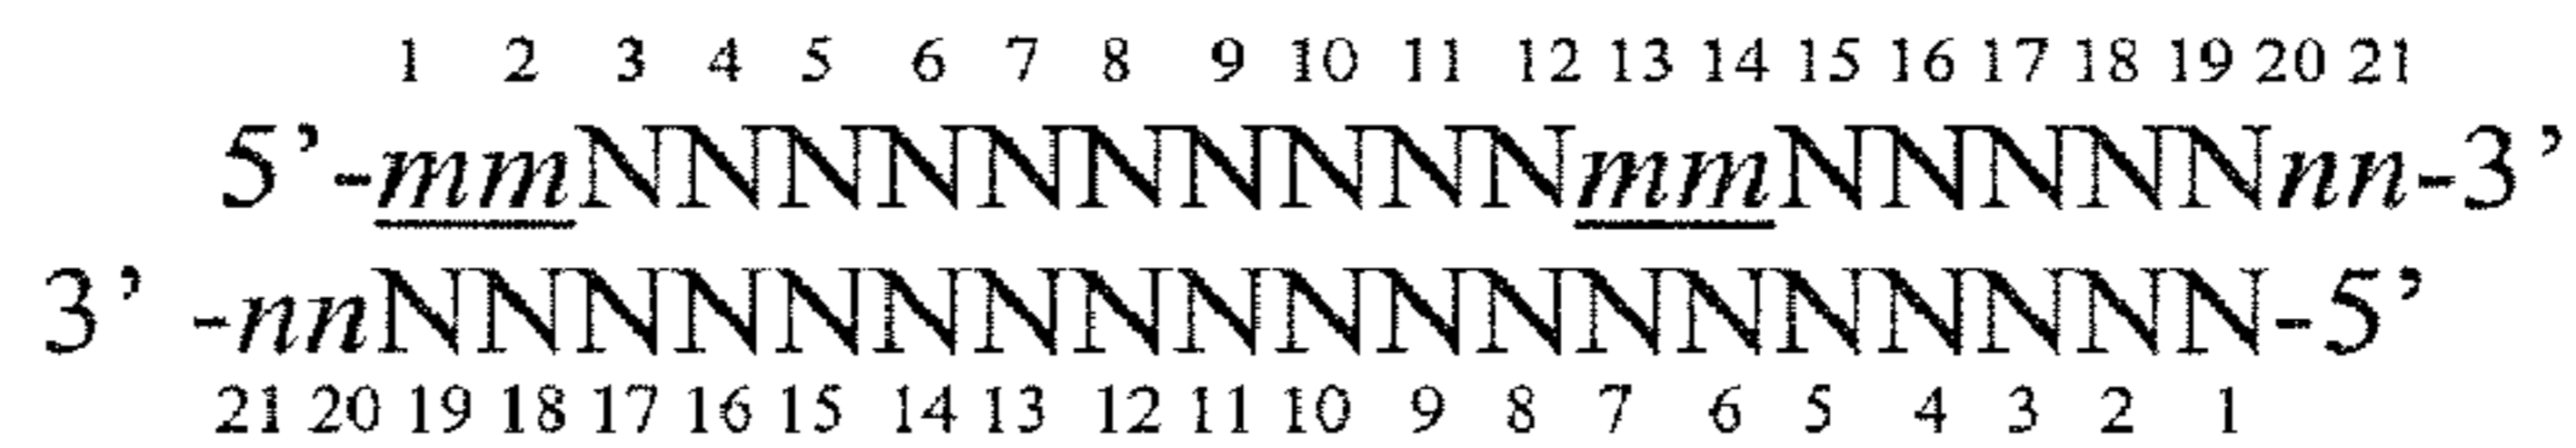 1 2 3 4 5 6 7 8 9 10 11 12 13 14 15 16 17 18 19 20 21
5’-mmNNNNNNNNNNmmNNNNNnn-3’
3’ -nnNNNNNNNNNNNNNNNNNNN-5’
21 20 19 18 17 16 15 14 13 12 11 10 9 8 7 6 5 4 3 2 1